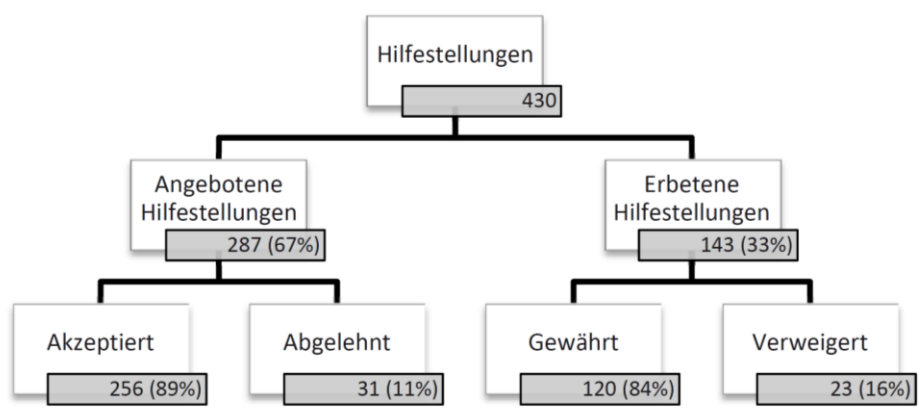 Hilfestellungen
430
Angebotene
Hilfestellungen
287 (67%)
Erbetene
Hilfestellungen
143 (33%)
Akzeptiert
256 (89%)
Abgelehnt
31 (11%)
Gewährt
120 (84%)
Verweigert
23 (16%)